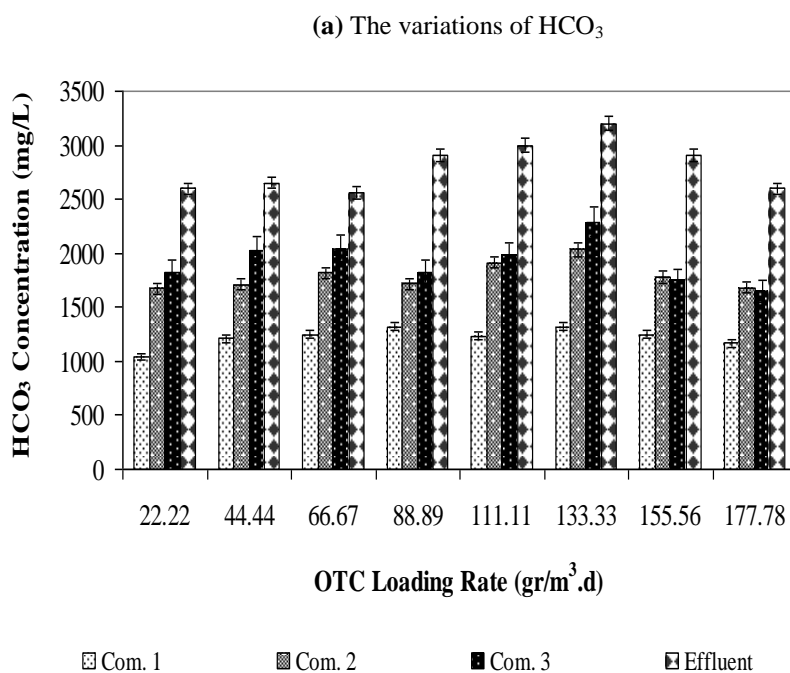 (a) The variations of HCO₃
HCO₃ Concentration (mg/L)
3500
3000
2500
2000
1500
1000
500
0
22.22 44.44 66.67 88.89 111.11 133.33 155.56 177.78
OTC Loading Rate (gr/m³.d)
Com. 1 Com. 2 Com. 3 Effluent